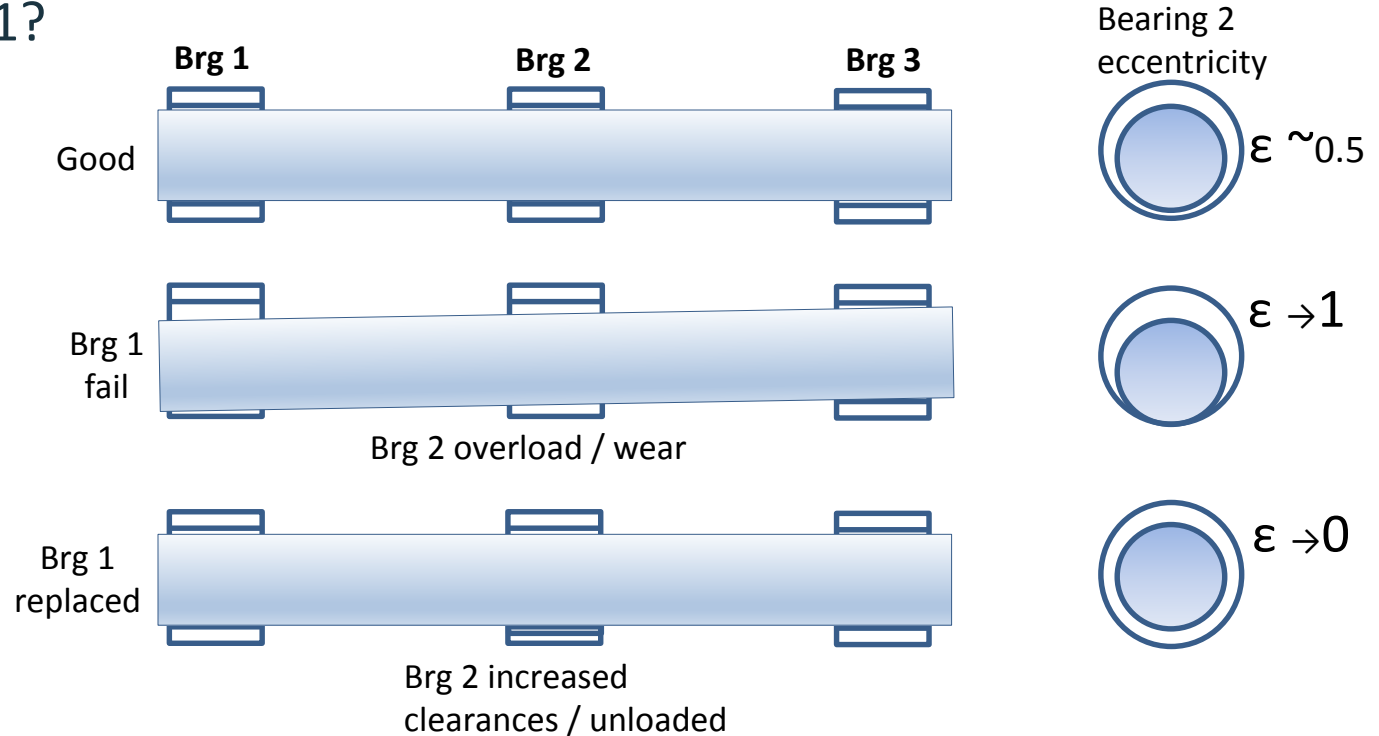 1?
Brg 1
Brg 2
Brg 3
Bearing 2
eccentricity
Good
ε ~0.5
Brg 1
fail
ε →1
Brg 2 overload / wear
Brg 1
replaced
ε →0
Brg 2 increased
clearances / unloaded